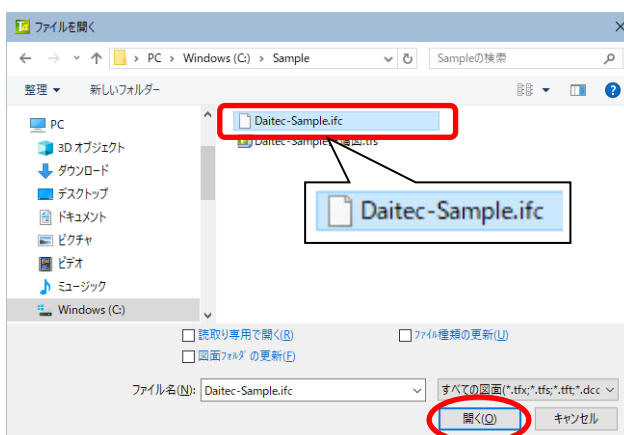 ファイルを開く
PC > Windows (C:) > Sample
Sampleの検索
整理
新しいフォルダー
PC
3D オブジェクト
ダウンロード
デスクトップ
ドキュメント
ピクチャ
ビデオ
ミュージック
Windows (C:)
Daitec-Sample.ifc
Daitec-Sample
図.tfs
Daitec-Sample.ifc
読取り専用で開く(R)
ファイル種類の更新(U)
図面フォルダの更新(F)
ファイル名(N): Daitec-Sample.ifc
すべての図面(*.tfx;*.tfs;*.tft;*.dcc
開く(O)
キャンセル